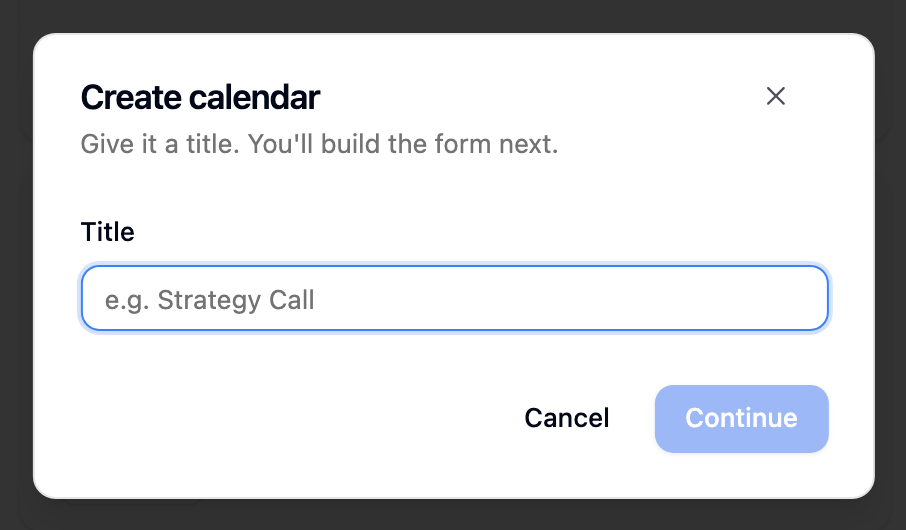 Create calendar
Give it a title. You'll build the form next.
Title
e.g. Strategy Call
Cancel
Continue